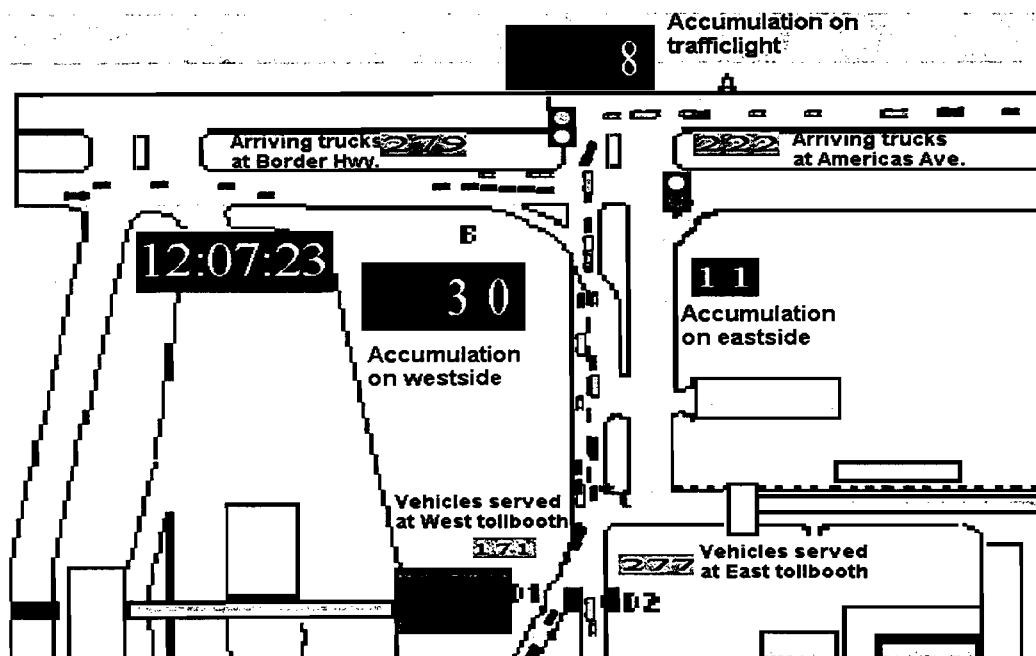 8
Accumulation on
trafficlight
Arriving trucks 279
at Border Hwy.
222 Arriving trucks
at Americas Ave.
B
12:07:23
30
11
Accumulation
on eastside
Accumulation
on westside
Vehicles served
at West tollbooth
171
277 Vehicles served
at East tollbooth
D1
D2